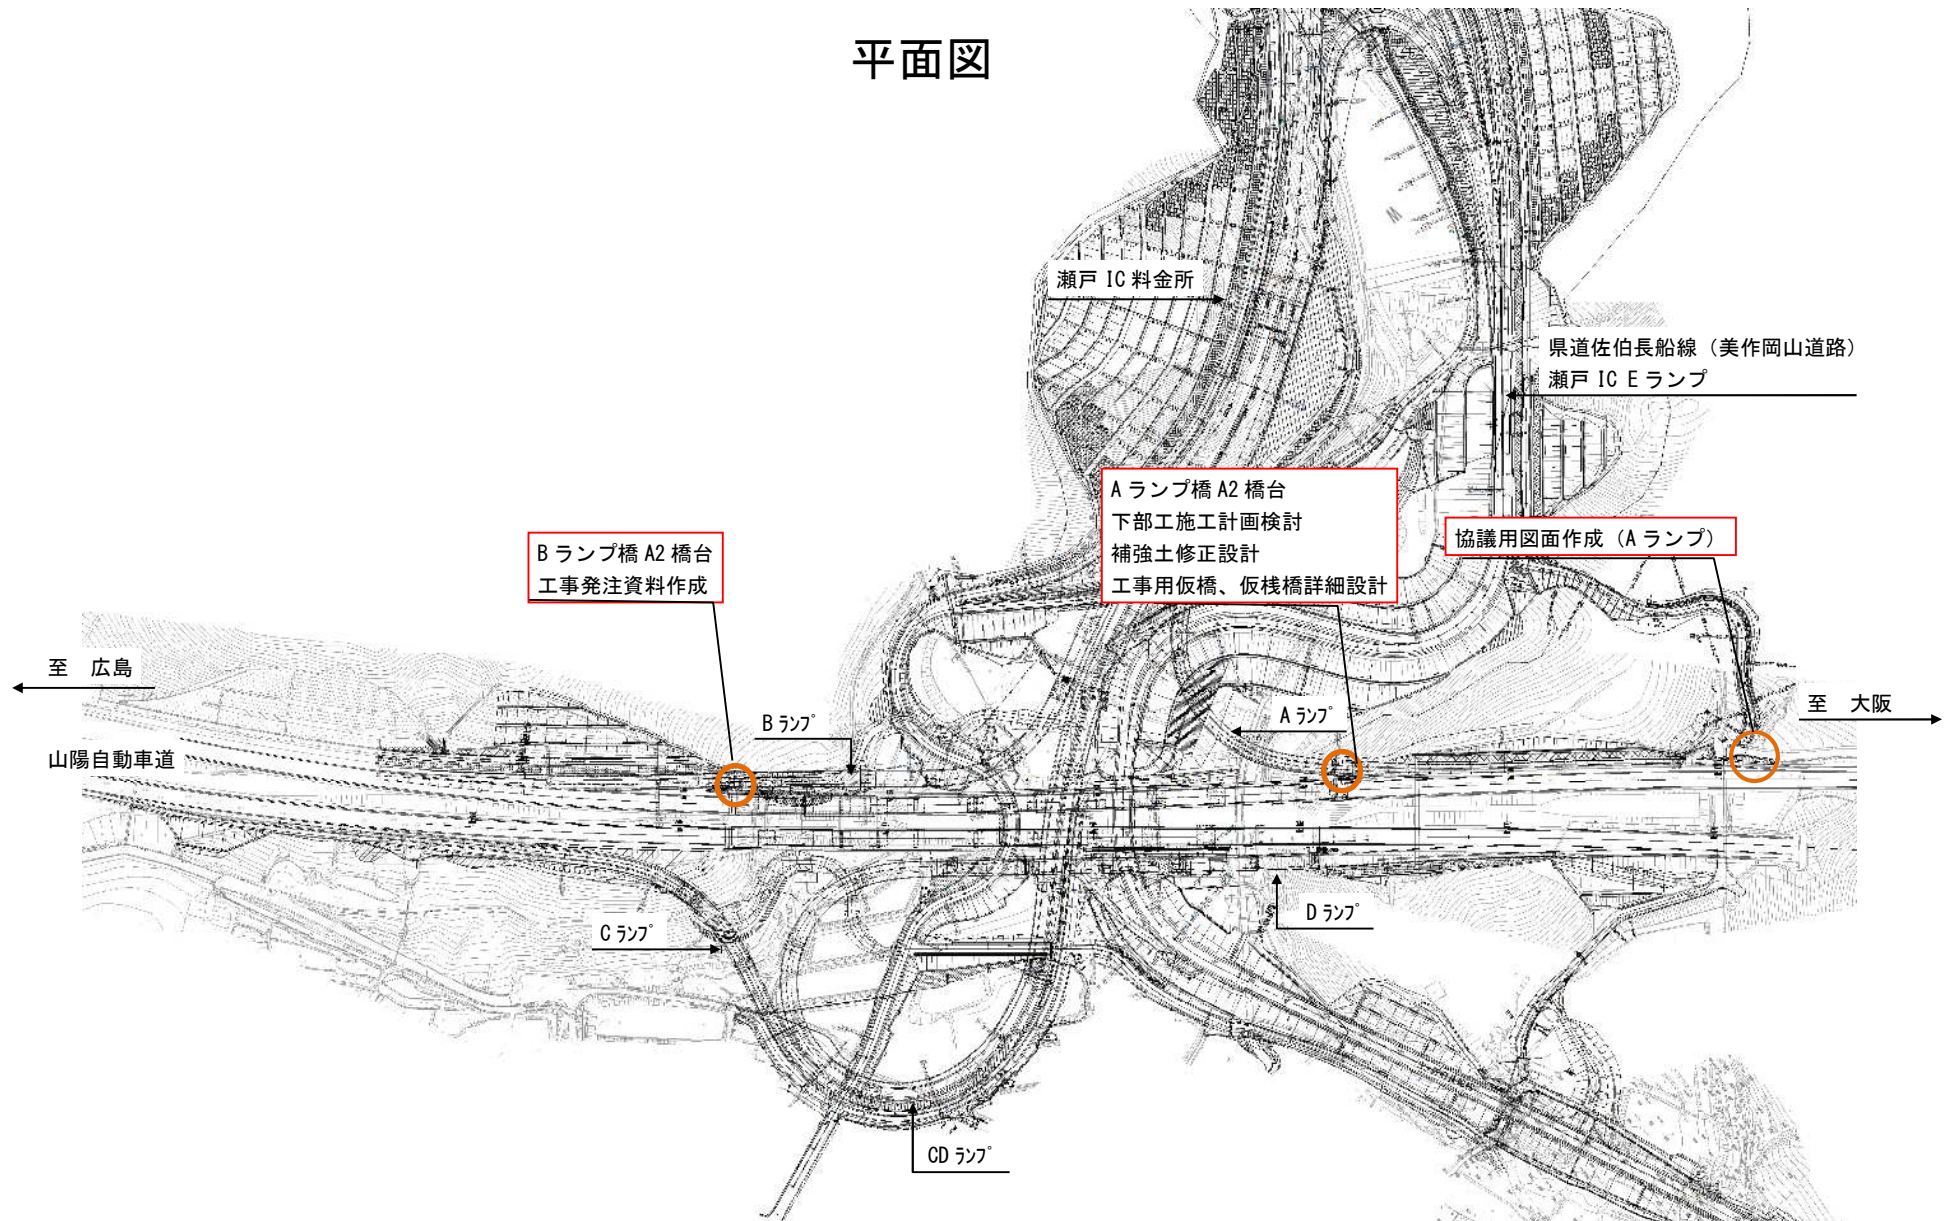 平面図
瀬戸 IC 料金所
県道佐伯長船線（美作岡山道路）
瀬戸 IC E ランプ
A ランプ橋 A2 橋台
下部工施工計画検討
補強土修正設計
工事用仮橋、仮桟橋詳細設計
協議用図面作成（A ランプ）
B ランプ橋 A2 橋台
工事発注資料作成
至　広島
至　大阪
B ﾗﾝﾌﾟ
A ﾗﾝﾌﾟ
山陽自動車道
C ﾗﾝﾌﾟ
D ﾗﾝﾌﾟ
CD ﾗﾝﾌﾟ